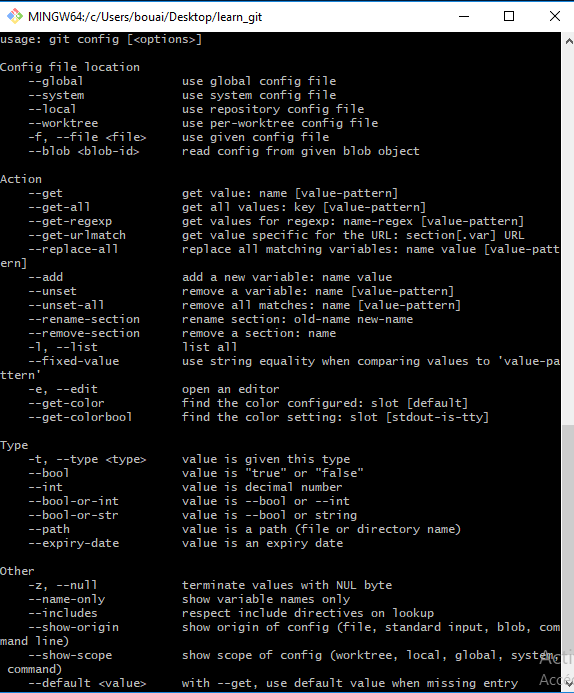 MINGW64:/c/Users/bouai/Desktop/learn_git
usage: git config [<options>]
Config file location
--global use global config file
--system use system config file
--local use repository config file
--worktree use per-worktree config file
-f, --file <file> use given config file
--blob <blob-id> read config from given blob object
Action
--get get value: name [value-pattern]
--get-all get all values: key [value-pattern]
--get-regexp get values for regexp: name-regex [value-pattern]
--get-urlmatch get value specific for the URL: section[.var] URL
--replace-all replace all matching variables: name value [value-patt
ern]
--add add a new variable: name value
--unset remove a variable: name [value-pattern]
--unset-all remove all matches: name [value-pattern]
--rename-section rename section: old-name new-name
--remove-section remove a section: name
-l, --list list all
--fixed-value use string equality when comparing values to 'value-pa
ttern'
-e, --edit open an editor
--get-color find the color configured: slot [default]
--get-colorbool find the color setting: slot [stdout-is-tty]
Type
-t, --type <type> value is given this type
--bool value is "true" or "false"
--int value is decimal number
--bool-or-int value is --bool or --int
--bool-or-str value is --bool or string
--path value is a path (file or directory name)
--expiry-date value is an expiry date
Other
-z, --null terminate values with NUL byte
--name-only show variable names only
--includes respect include directives on lookup
--show-origin show origin of config (file, standard input, blob, com
mand line)
--show-scope show scope of config (worktree, local, global, system,
command)
--default <value> with --get, use default value when missing entry